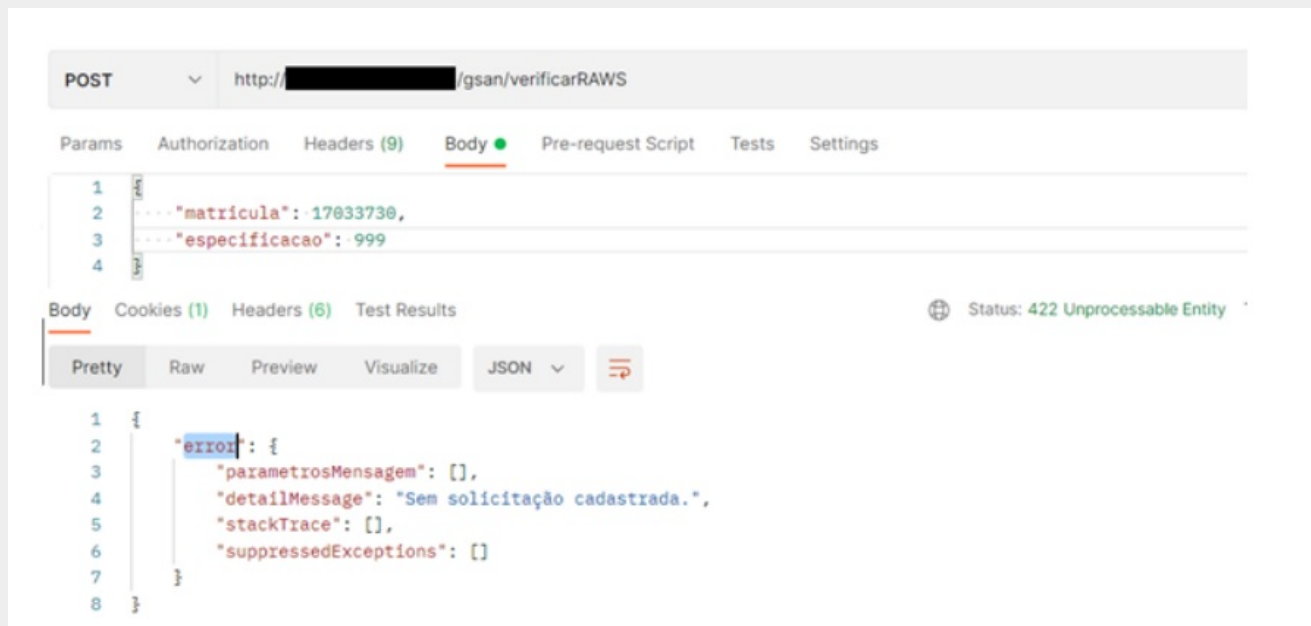 POST http:// /gsan/verificarRAWS
Params Authorization Headers (9) Body Pre-request Script Tests Settings
1 {
2 "matricula": 17033730,
3 "especificacao": 999
4 }
Body Cookies (1) Headers (6) Test Results Status: 422 Unprocessable Entity
Pretty Raw Preview Visualize JSON
1 {
2 "error": {
3 "parametrosMensagem": [],
4 "detailMessage": "Sem solicitação cadastrada.",
5 "stackTrace": [],
6 "suppressedExceptions": []
7 }
8 }